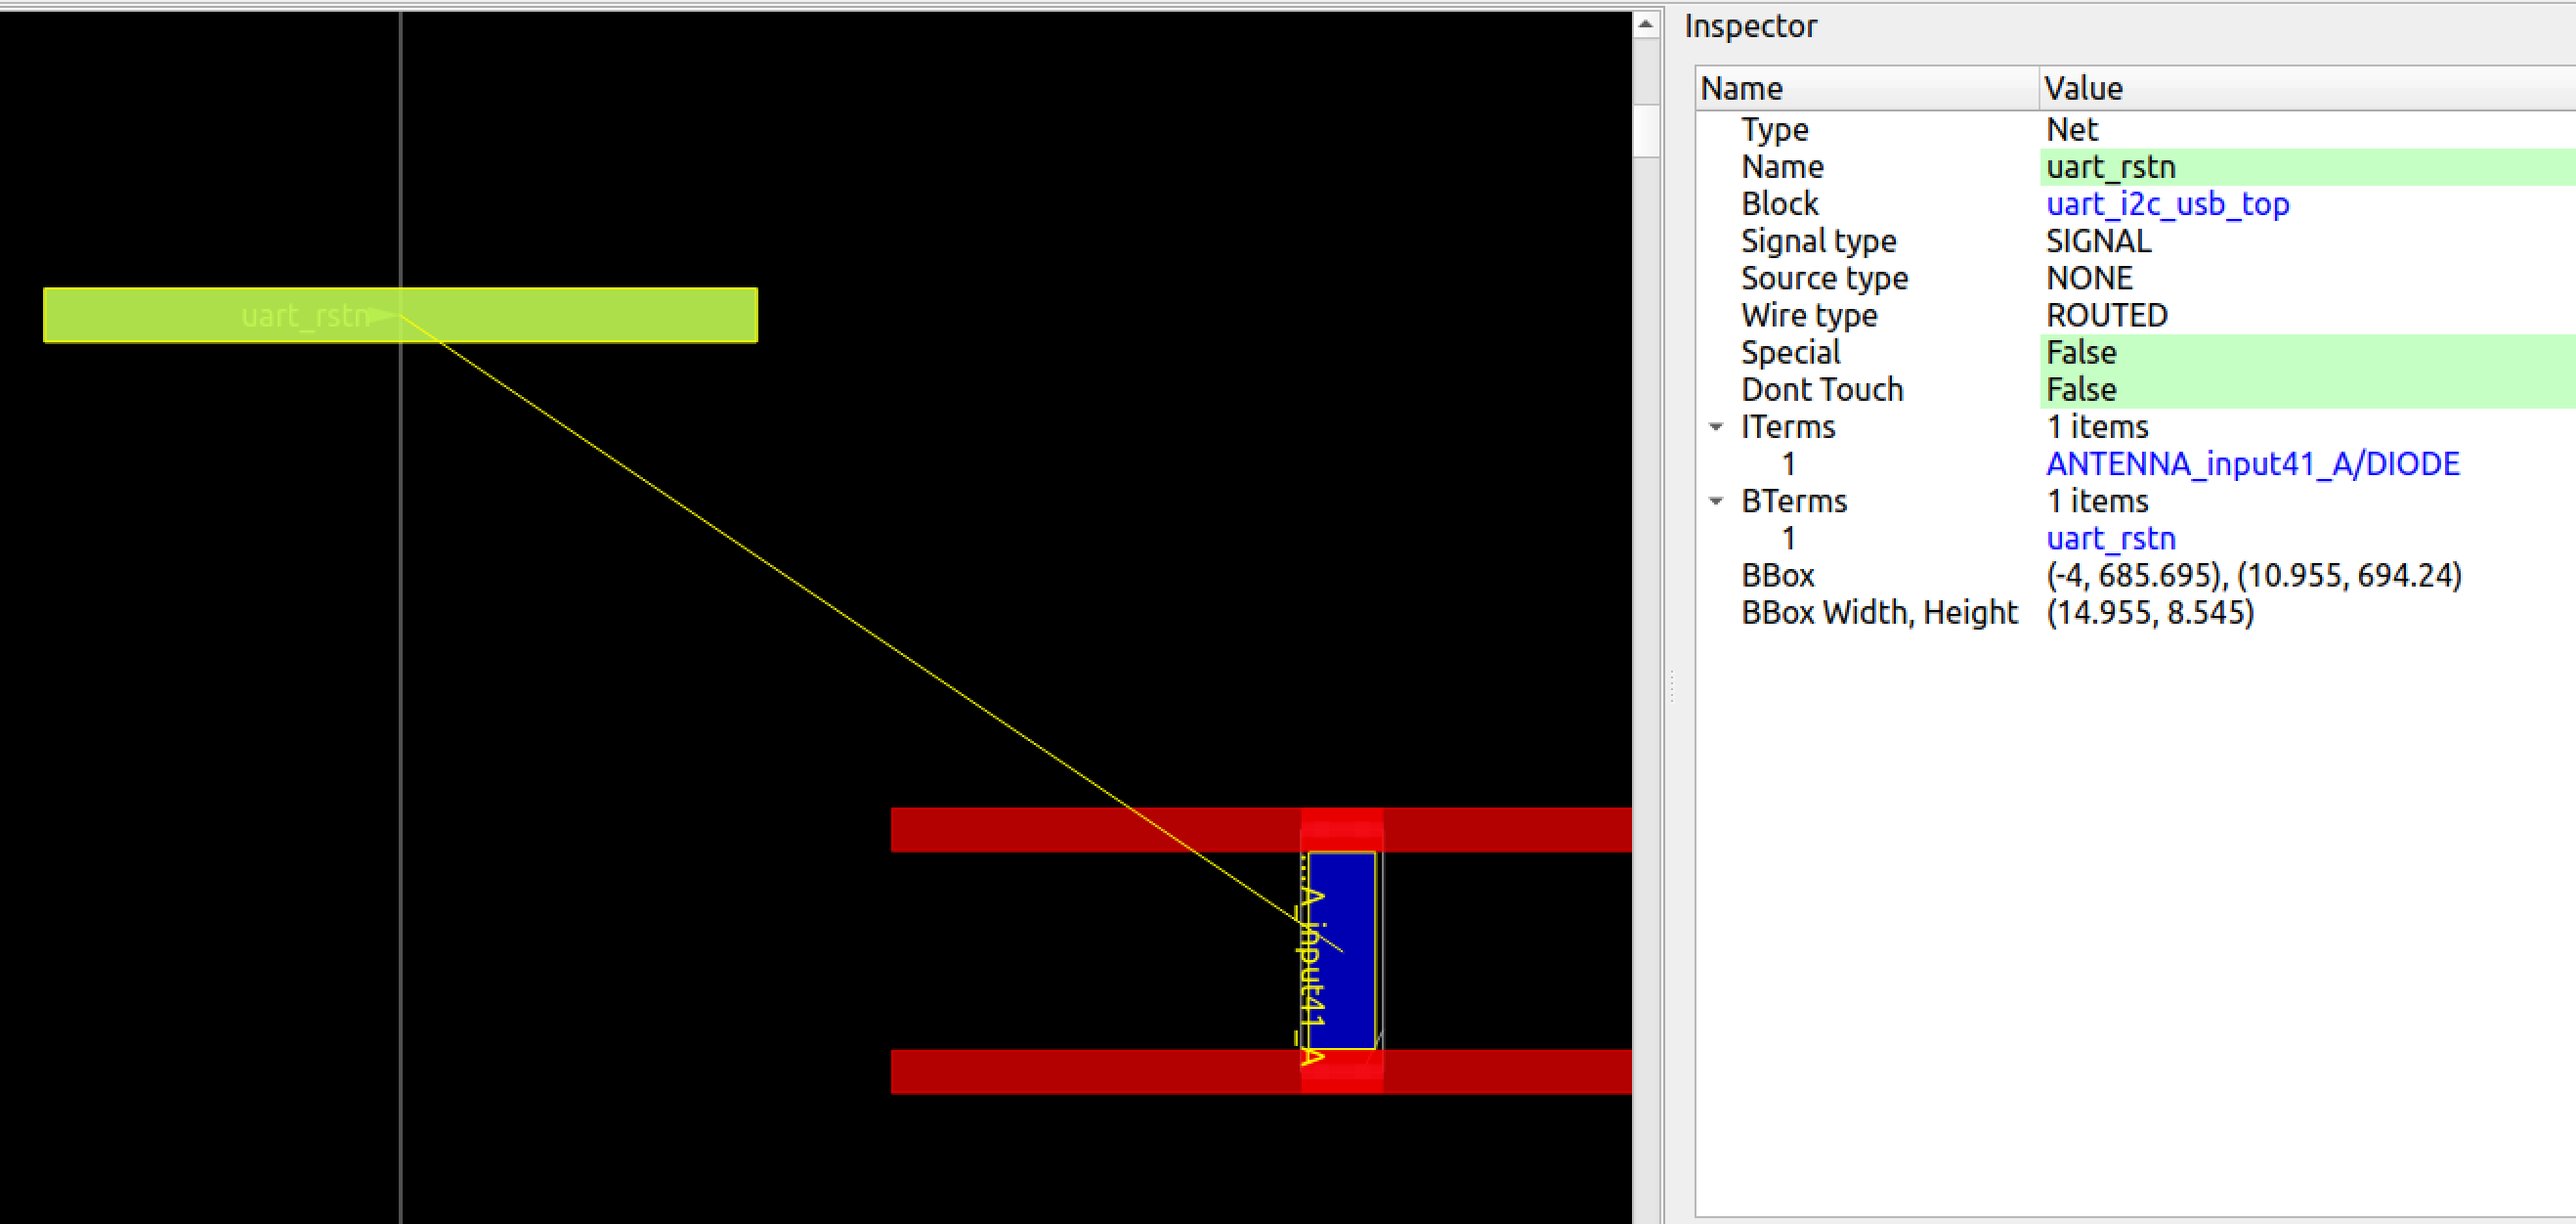 uart_rstn
...A_input41_A
Inspector
Name Value
Type Net
Name uart_rstn
Block uart_i2c_usb_top
Signal type SIGNAL
Source type NONE
Wire type ROUTED
Special False
Dont Touch False
ITerms 1 items
1 ANTENNA_input41_A/DIODE
BTerms 1 items
1 uart_rstn
BBox (-4, 685.695), (10.955, 694.24)
BBox Width, Height (14.955, 8.545)